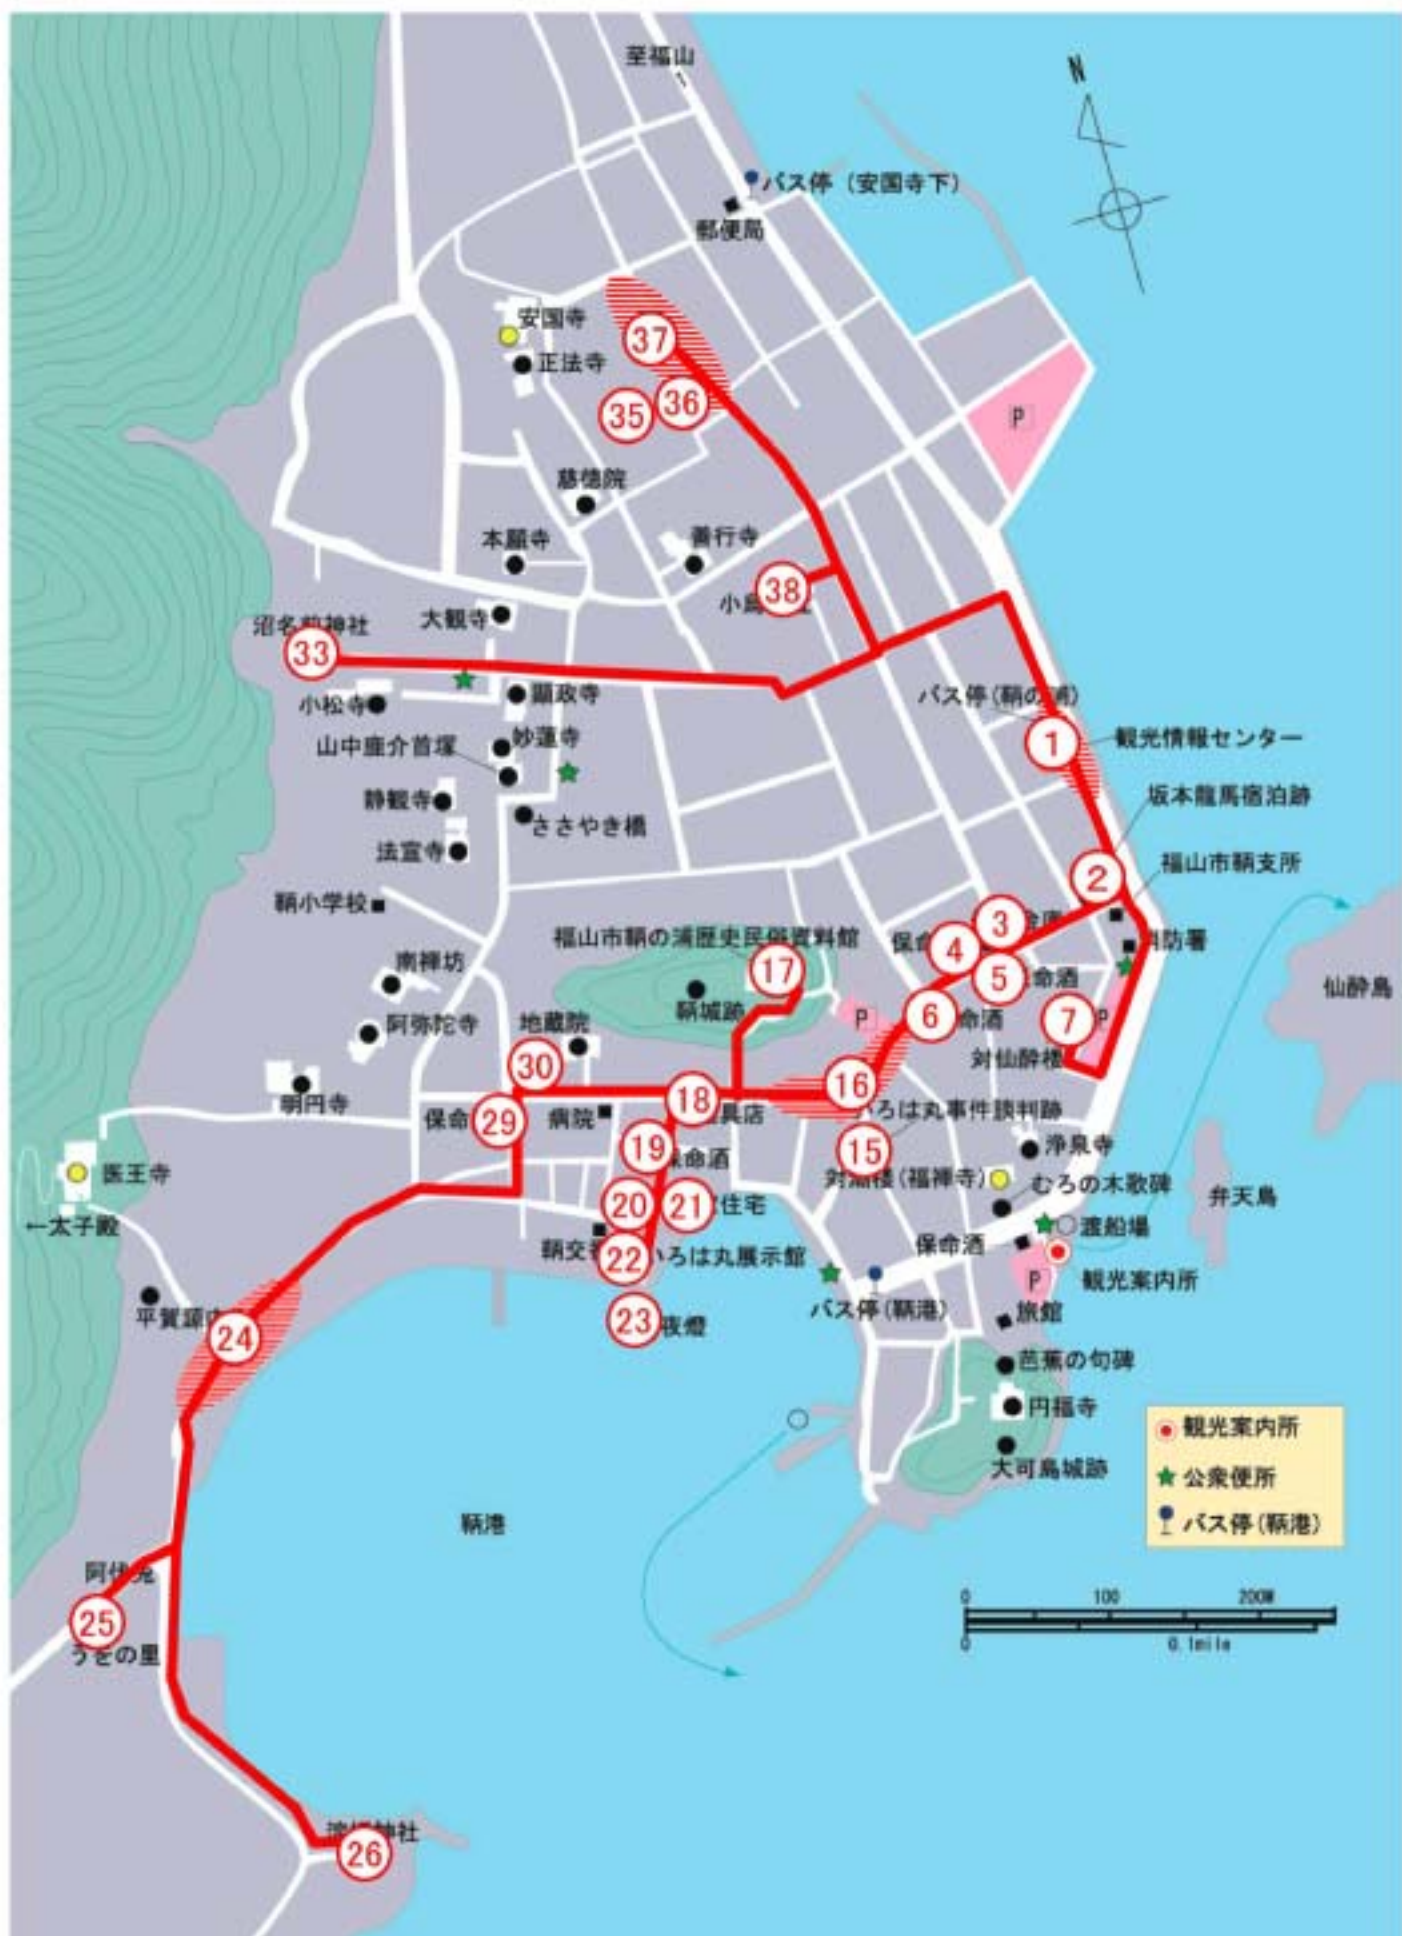 至福山
N
バス停（安国寺下）
郵便局
安国寺
37
正法寺
35
36
P
慈徳院
本願寺
善行寺
38
小烏
大観寺
沼名前神社
33
小松寺
顕政寺
バス停(鞆の浦)
1
観光情報センター
山中鹿介首塚
妙蓮寺
坂本龍馬宿泊跡
静観寺
ささやき橋
法宣寺
2
福山市鞆支所
鞆小学校
3
福山市鞆の浦歴史民俗資料館
保命
4
消防署
南禅坊
17
5
命酒
仙酔島
鞆城跡
P
6
命酒
7
P
阿弥陀寺
地蔵院
対仙酔楼
30
16
明円寺
18
具店
保命
29
病院
いろは丸事件談判跡
19
保命酒
15
浄泉寺
医王寺
対潮楼(福禅寺)
むろの木歌碑
20
21
住宅
弁天島
←太子殿
渡船場
鞆交
22
いろは丸展示館
保命酒
観光案内所
P
平賀源内
24
23
夜燈
バス停(鞆港)
旅館
芭蕉の句碑
円福寺
大可島城跡
観光案内所
公衆便所
バス停(鞆港)
鞆港
阿伏兎
25
うをの里
0 100 200M
0 0.1mile
神社
26